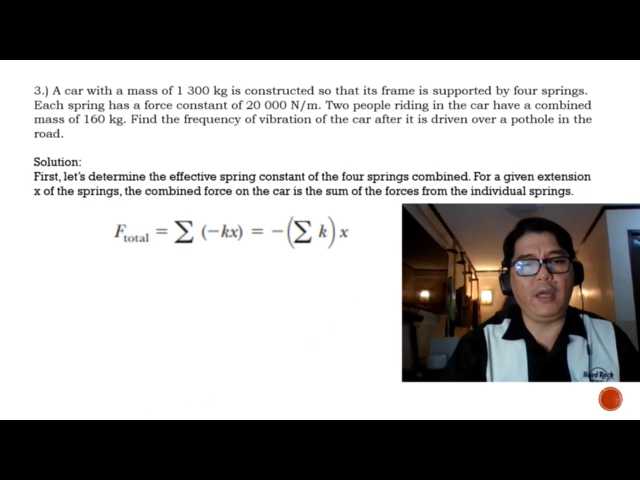 3.) A car with a mass of 1 300 kg is constructed so that its frame is supported by four springs.
Each spring has a force constant of 20 000 N/m. Two people riding in the car have a combined
mass of 160 kg. Find the frequency of vibration of the car after it is driven over a pothole in the
road.
Solution:
First, let's determine the effective spring constant of the four springs combined. For a given extension
x of the springs, the combined force on the car is the sum of the forces from the individual springs.
F_total = ∑ (−kx) = −(∑ k) x
Hard Rock